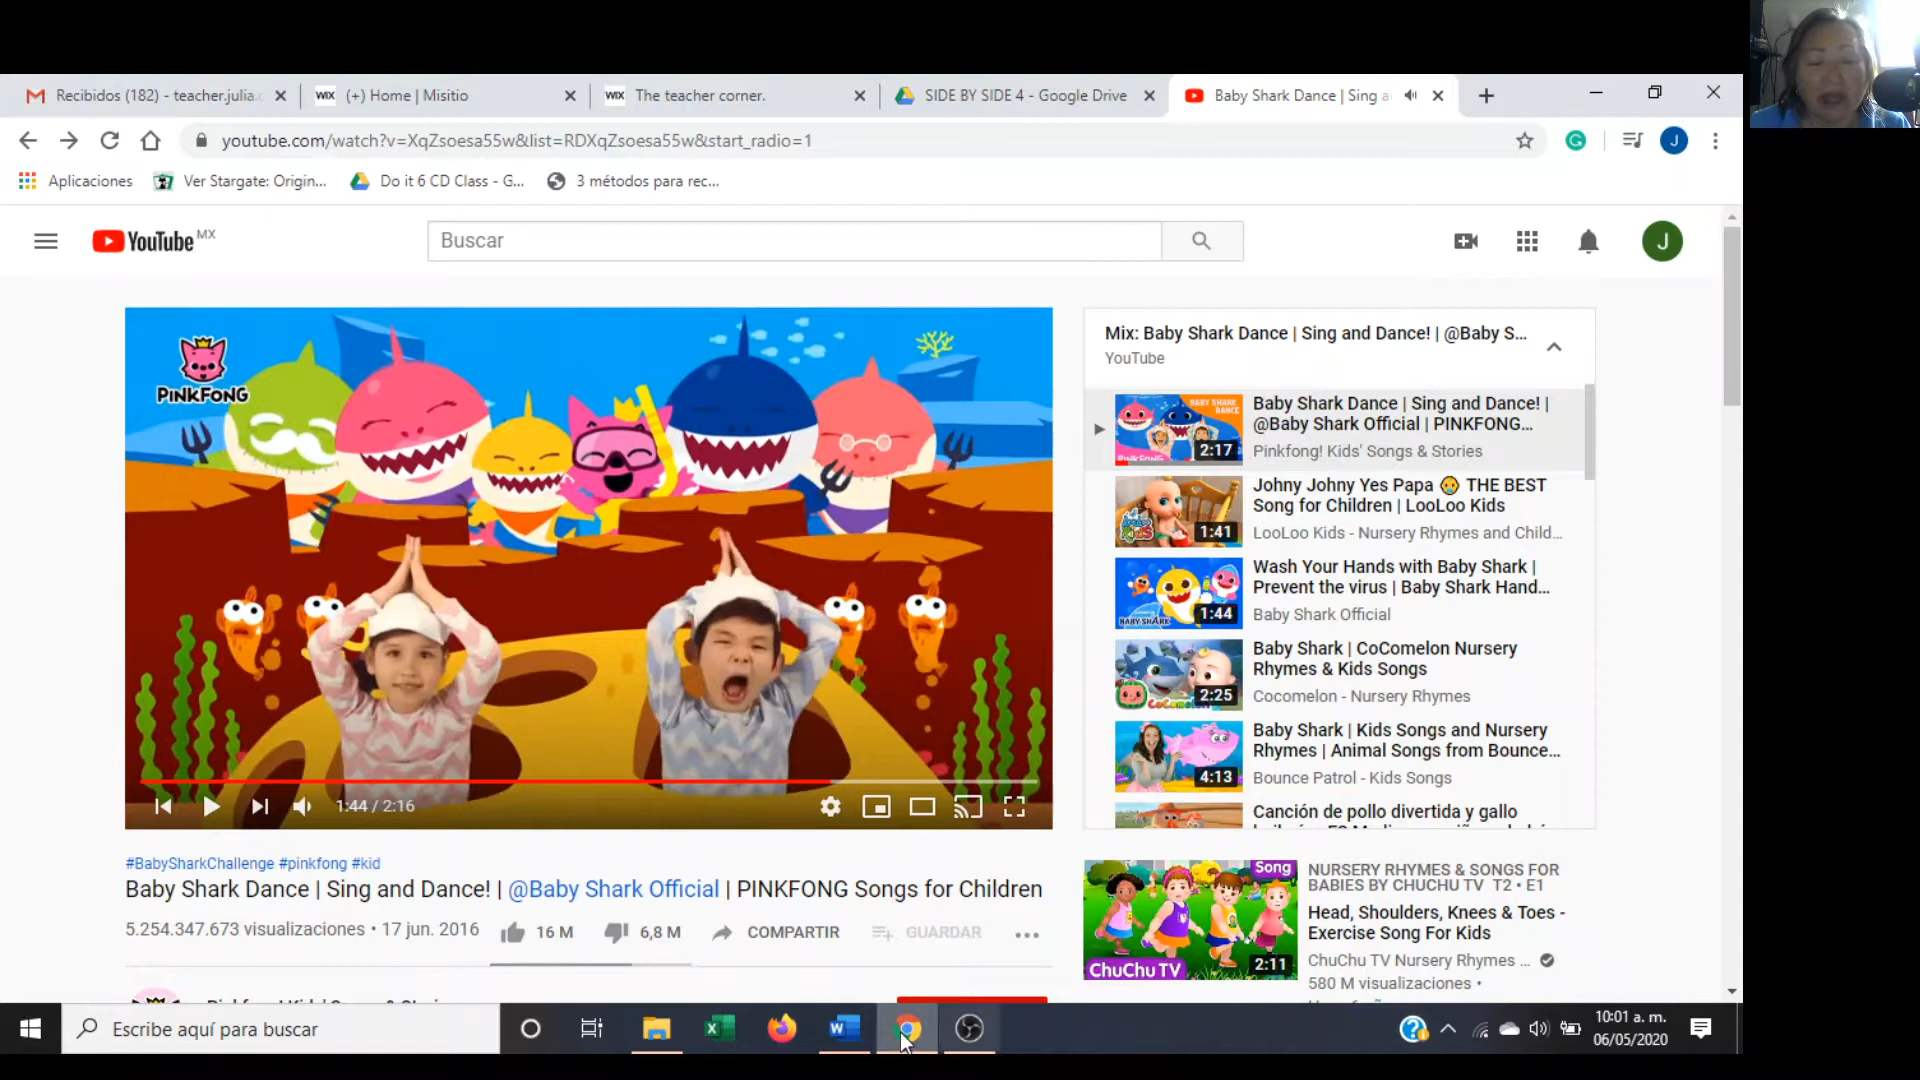 Recibidos (182) - teacher.julia.c
WIX (+) Home | Misitio
WIX The teacher corner.
SIDE BY SIDE 4 - Google Drive
Baby Shark Dance | Sing a
youtube.com/watch?v=XqZsoesa55w&list=RDXqZsoesa55w&start_radio=1
J
Aplicaciones
Ver Stargate: Origin...
Do it 6 CD Class - G...
3 métodos para rec...
YouTube MX
Buscar
J
PINKFONG
1:44 / 2:16
Mix: Baby Shark Dance | Sing and Dance! | @Baby S...
YouTube
BABY SHARK
DANCE
PINKFONG
2:17
Baby Shark Dance | Sing and Dance! |
@Baby Shark Official | PINKFONG...
Pinkfong! Kids' Songs & Stories
1:41
Johny Johny Yes Papa 😢 THE BEST
Song for Children | LooLoo Kids
LooLoo Kids - Nursery Rhymes and Child...
BABY SHARK
1:44
Wash Your Hands with Baby Shark |
Prevent the virus | Baby Shark Hand...
Baby Shark Official
CoComelon
2:25
Baby Shark | CoComelon Nursery
Rhymes & Kids Songs
Cocomelon - Nursery Rhymes
4:13
Baby Shark | Kids Songs and Nursery
Rhymes | Animal Songs from Bounce...
Bounce Patrol - Kids Songs
Canción de pollo divertida y gallo
#BabySharkChallenge #pinkfong #kid
Baby Shark Dance | Sing and Dance! | @Baby Shark Official | PINKFONG Songs for Children
5.254.347.673 visualizaciones • 17 jun. 2016
16 M
6,8 M
COMPARTIR
GUARDAR
Song
ChuChu TV
2:11
NURSERY RHYMES & SONGS FOR
BABIES BY CHUCHU TV T2 • E1
Head, Shoulders, Knees & Toes -
Exercise Song For Kids
ChuChu TV Nursery Rhymes ...
580 M visualizaciones •
Escribe aquí para buscar
10:01 a. m.
06/05/2020